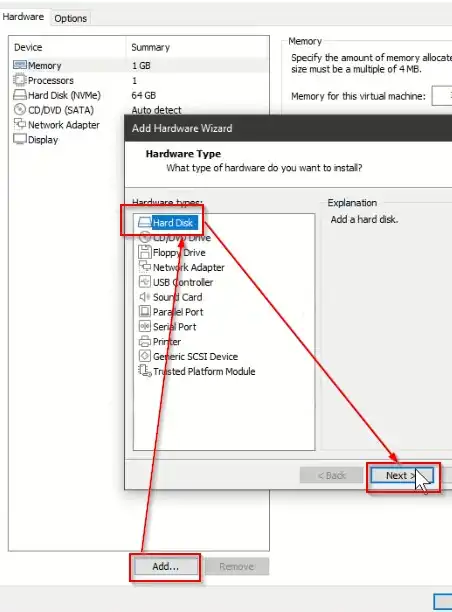 Hardware Options
Device Summary
Memory 1 GB
Processors 1
Hard Disk (NVMe) 64 GB
CD/DVD (SATA) Auto detect
Network Adapter
Display
Memory
Specify the amount of memory allocate
size must be a multiple of 4 MB.
Memory for this virtual machine:
Add Hardware Wizard
Hardware Type
What type of hardware do you want to install?
Hardware types:
Hard Disk
CD/DVD Drive
Floppy Drive
Network Adapter
USB Controller
Sound Card
Parallel Port
Serial Port
Printer
Generic SCSI Device
Trusted Platform Module
Explanation
Add a hard disk.
< Back Next >
Add... Remove